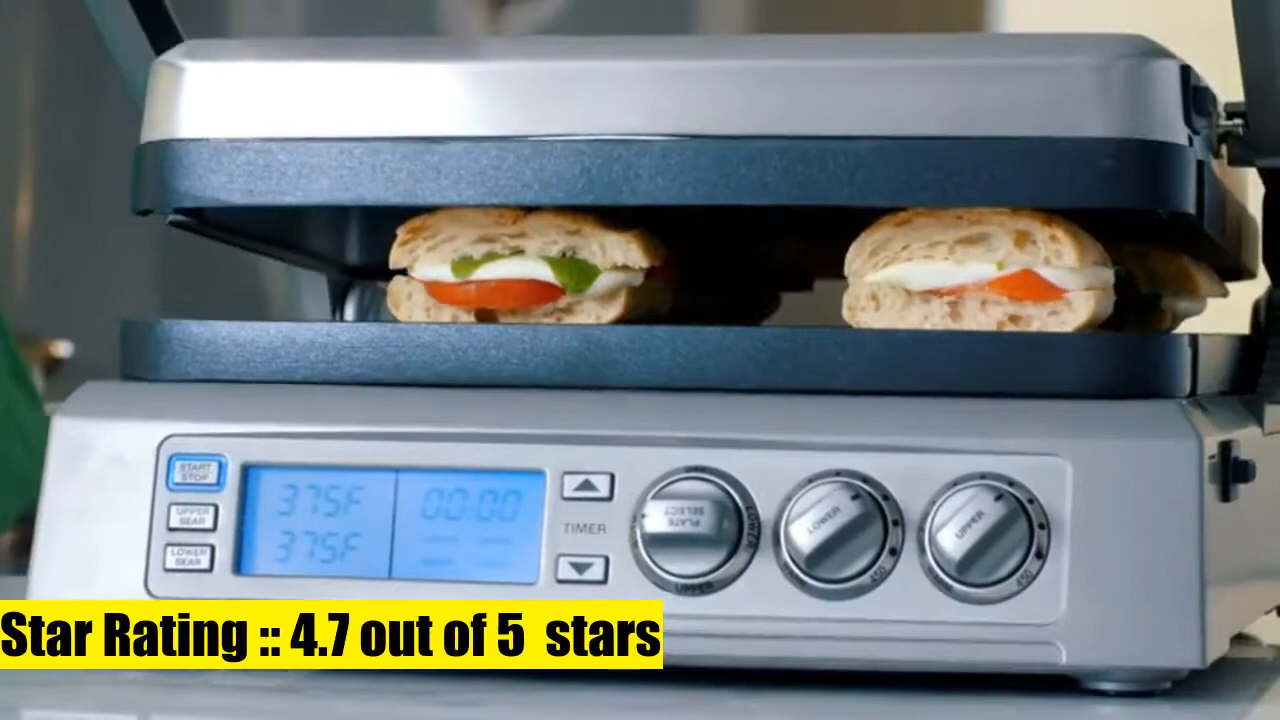 START
STOP
UPPER
SEAR
LOWER
SEAR
375F
375F
00:00
TIMER
PLATE
SELECT
LOWER
UPPER
LOWER
450
UPPER
450
Star Rating :: 4.7 out of 5 stars